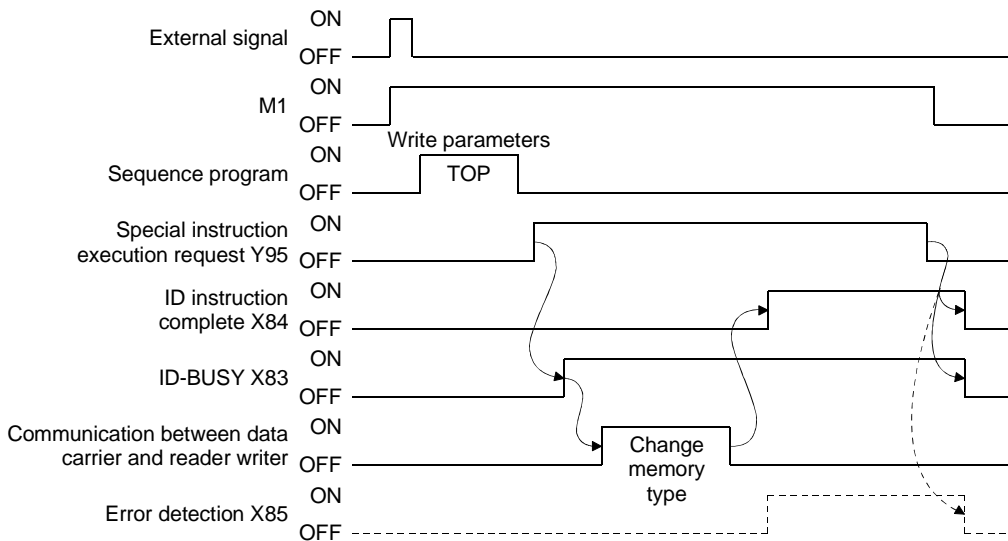 ON
External signal
OFF
ON
M1
OFF
Write parameters
ON
Sequence program
TOP
OFF
ON
Special instruction
execution request Y95
OFF
ON
ID instruction
complete X84
OFF
ON
ID-BUSY X83
OFF
ON
Communication between data
carrier and reader writer
OFF
Change
memory
type
ON
Error detection X85
OFF